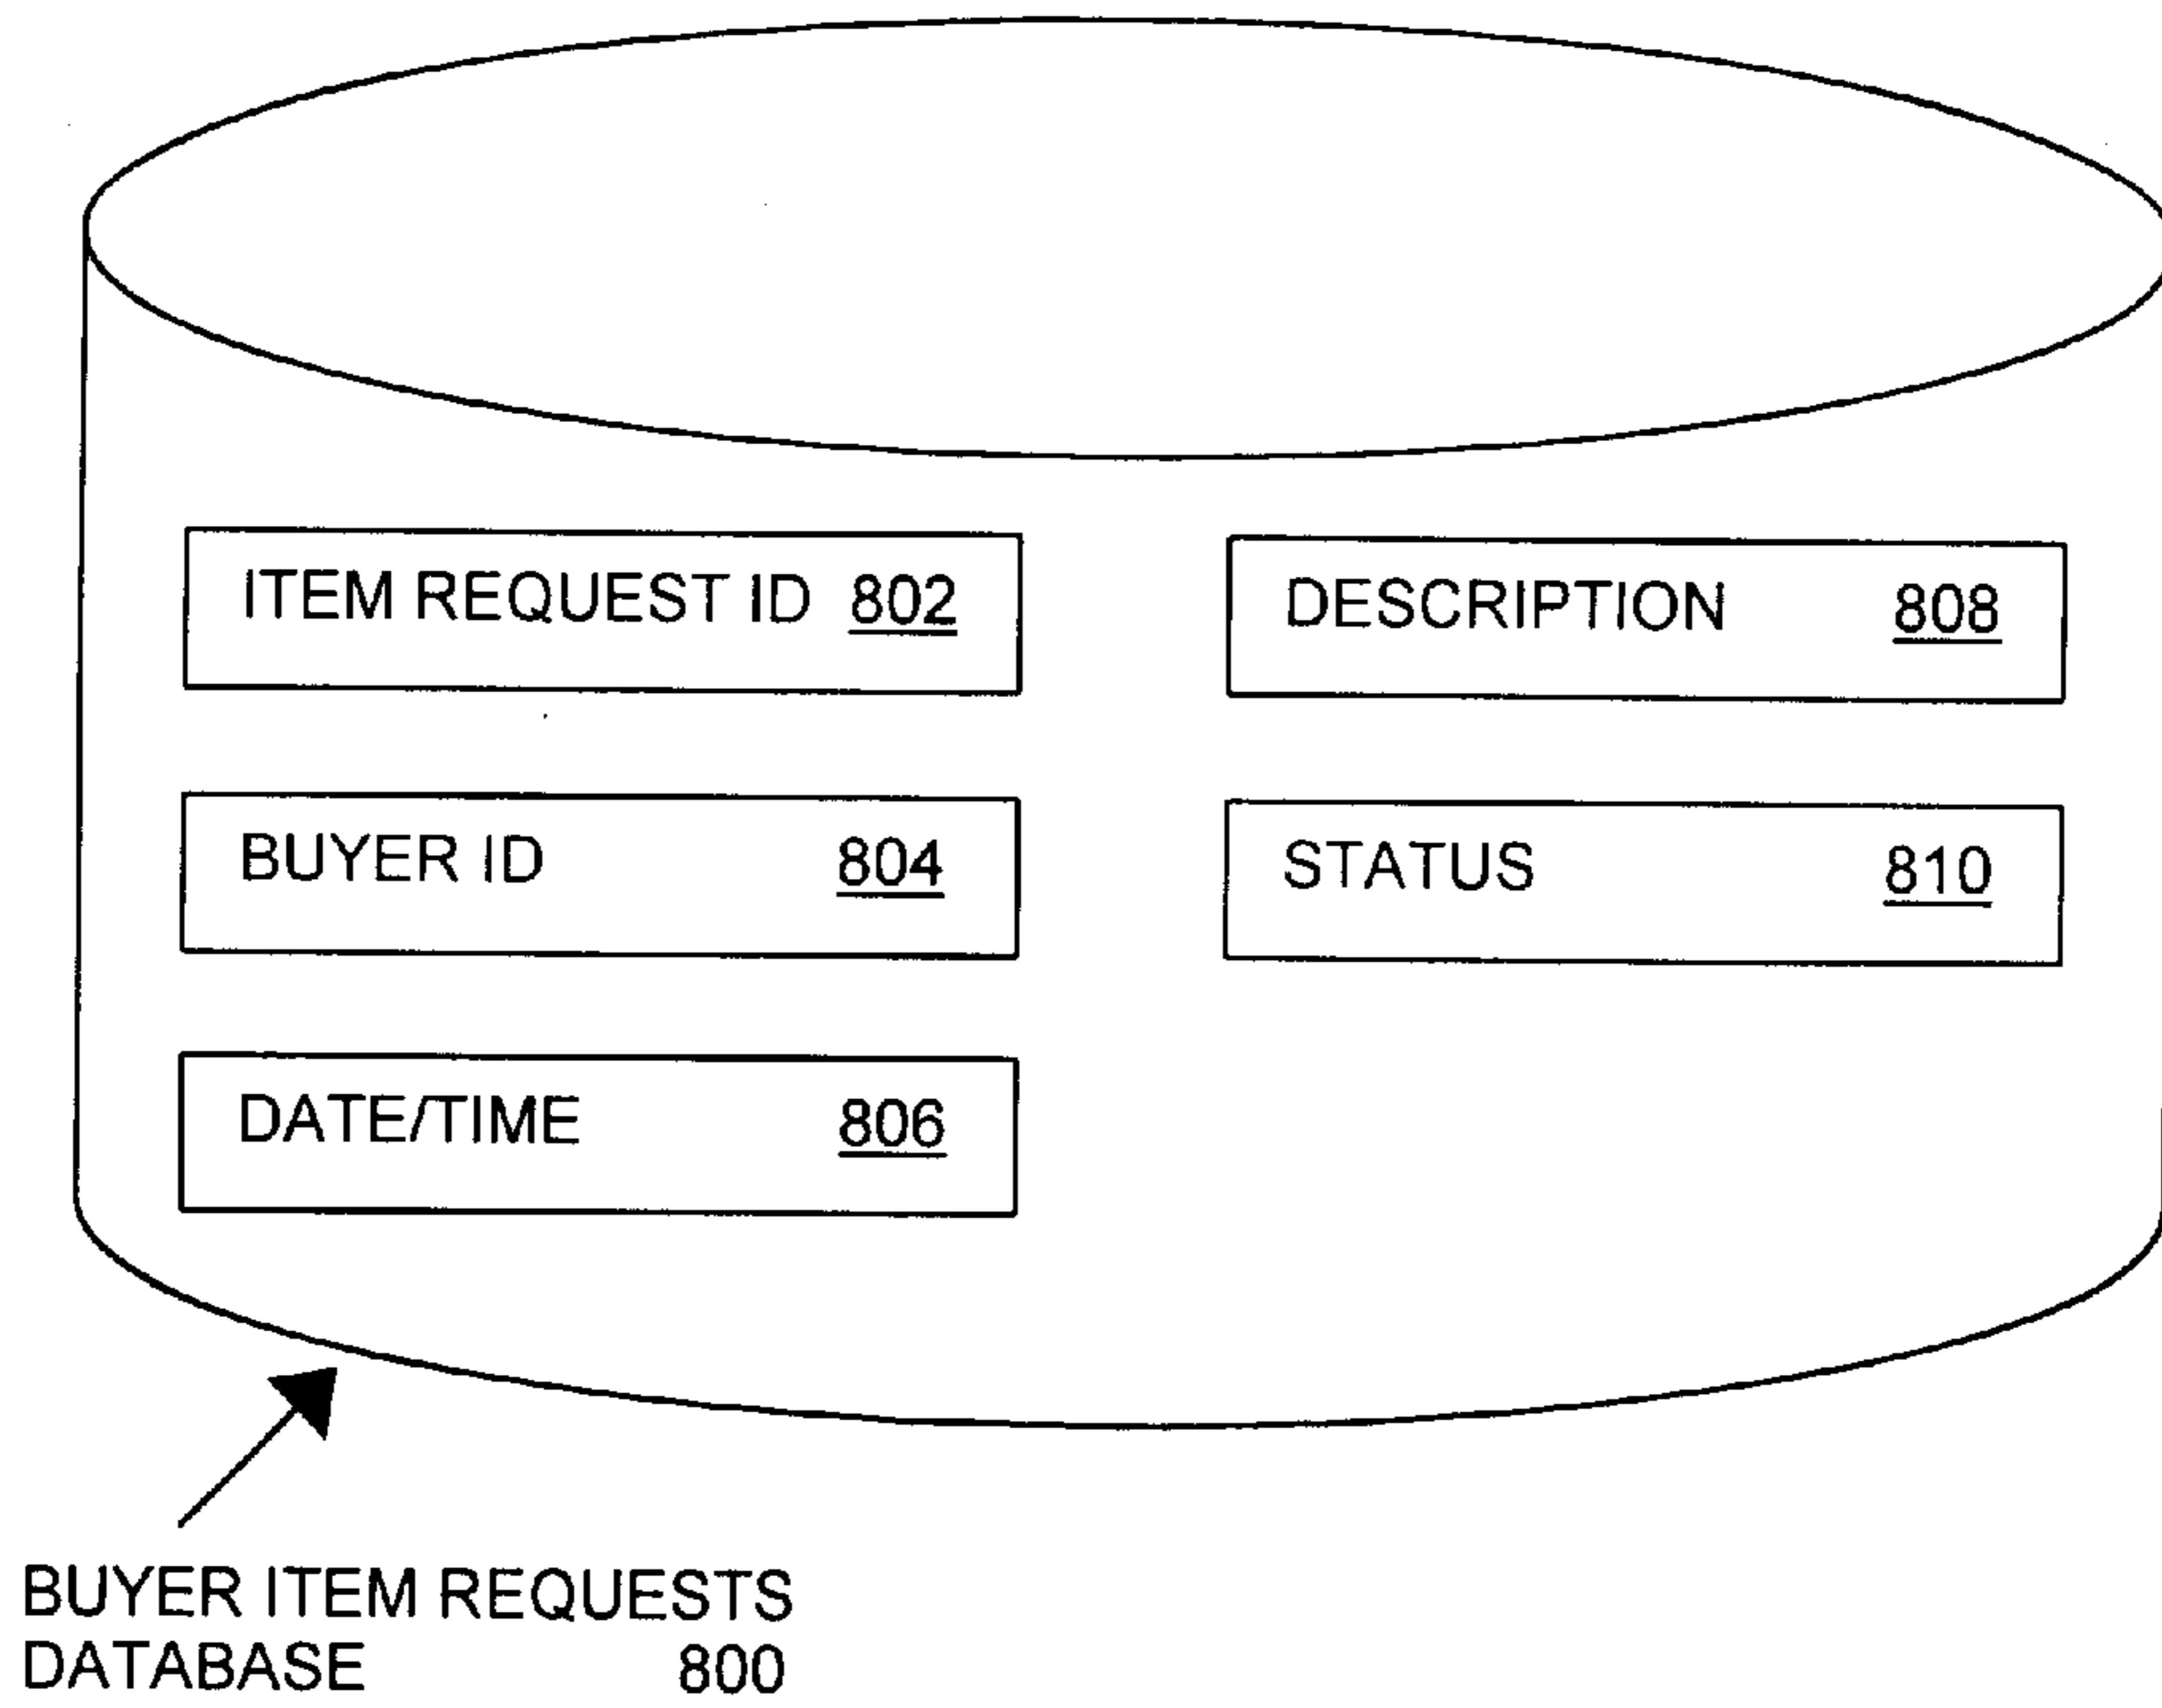 ITEM REQUEST ID 802
DESCRIPTION 808
BUYER ID 804
STATUS 810
DATE/TIME 806
BUYER ITEM REQUESTS
DATABASE 800